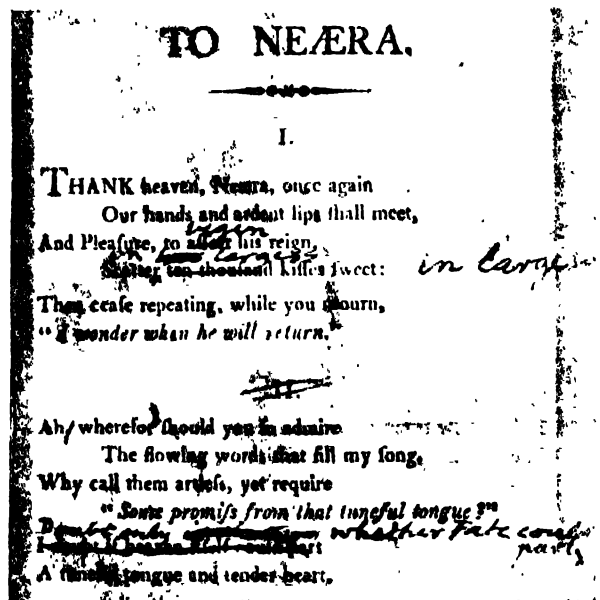 TO NEÆRA.
I.
THANK heaven, Neæra, once again
Our hands and ardent lips ſhall meet,
And Pleaſure, to aſſert his reign,
Scatter ten thouſand kiſſes ſweet:
in large
Then ceaſe repeating, while you mourn,
“I wonder when he will return.”
II.
Ah, wherefore ſhould you ſo admire
The flowing words that fill my ſong,
Why call them artleſs, yet require
“Some promiſe from that tuneful tongue?”
whether Fate could
part,
A tuneful tongue and tender heart.